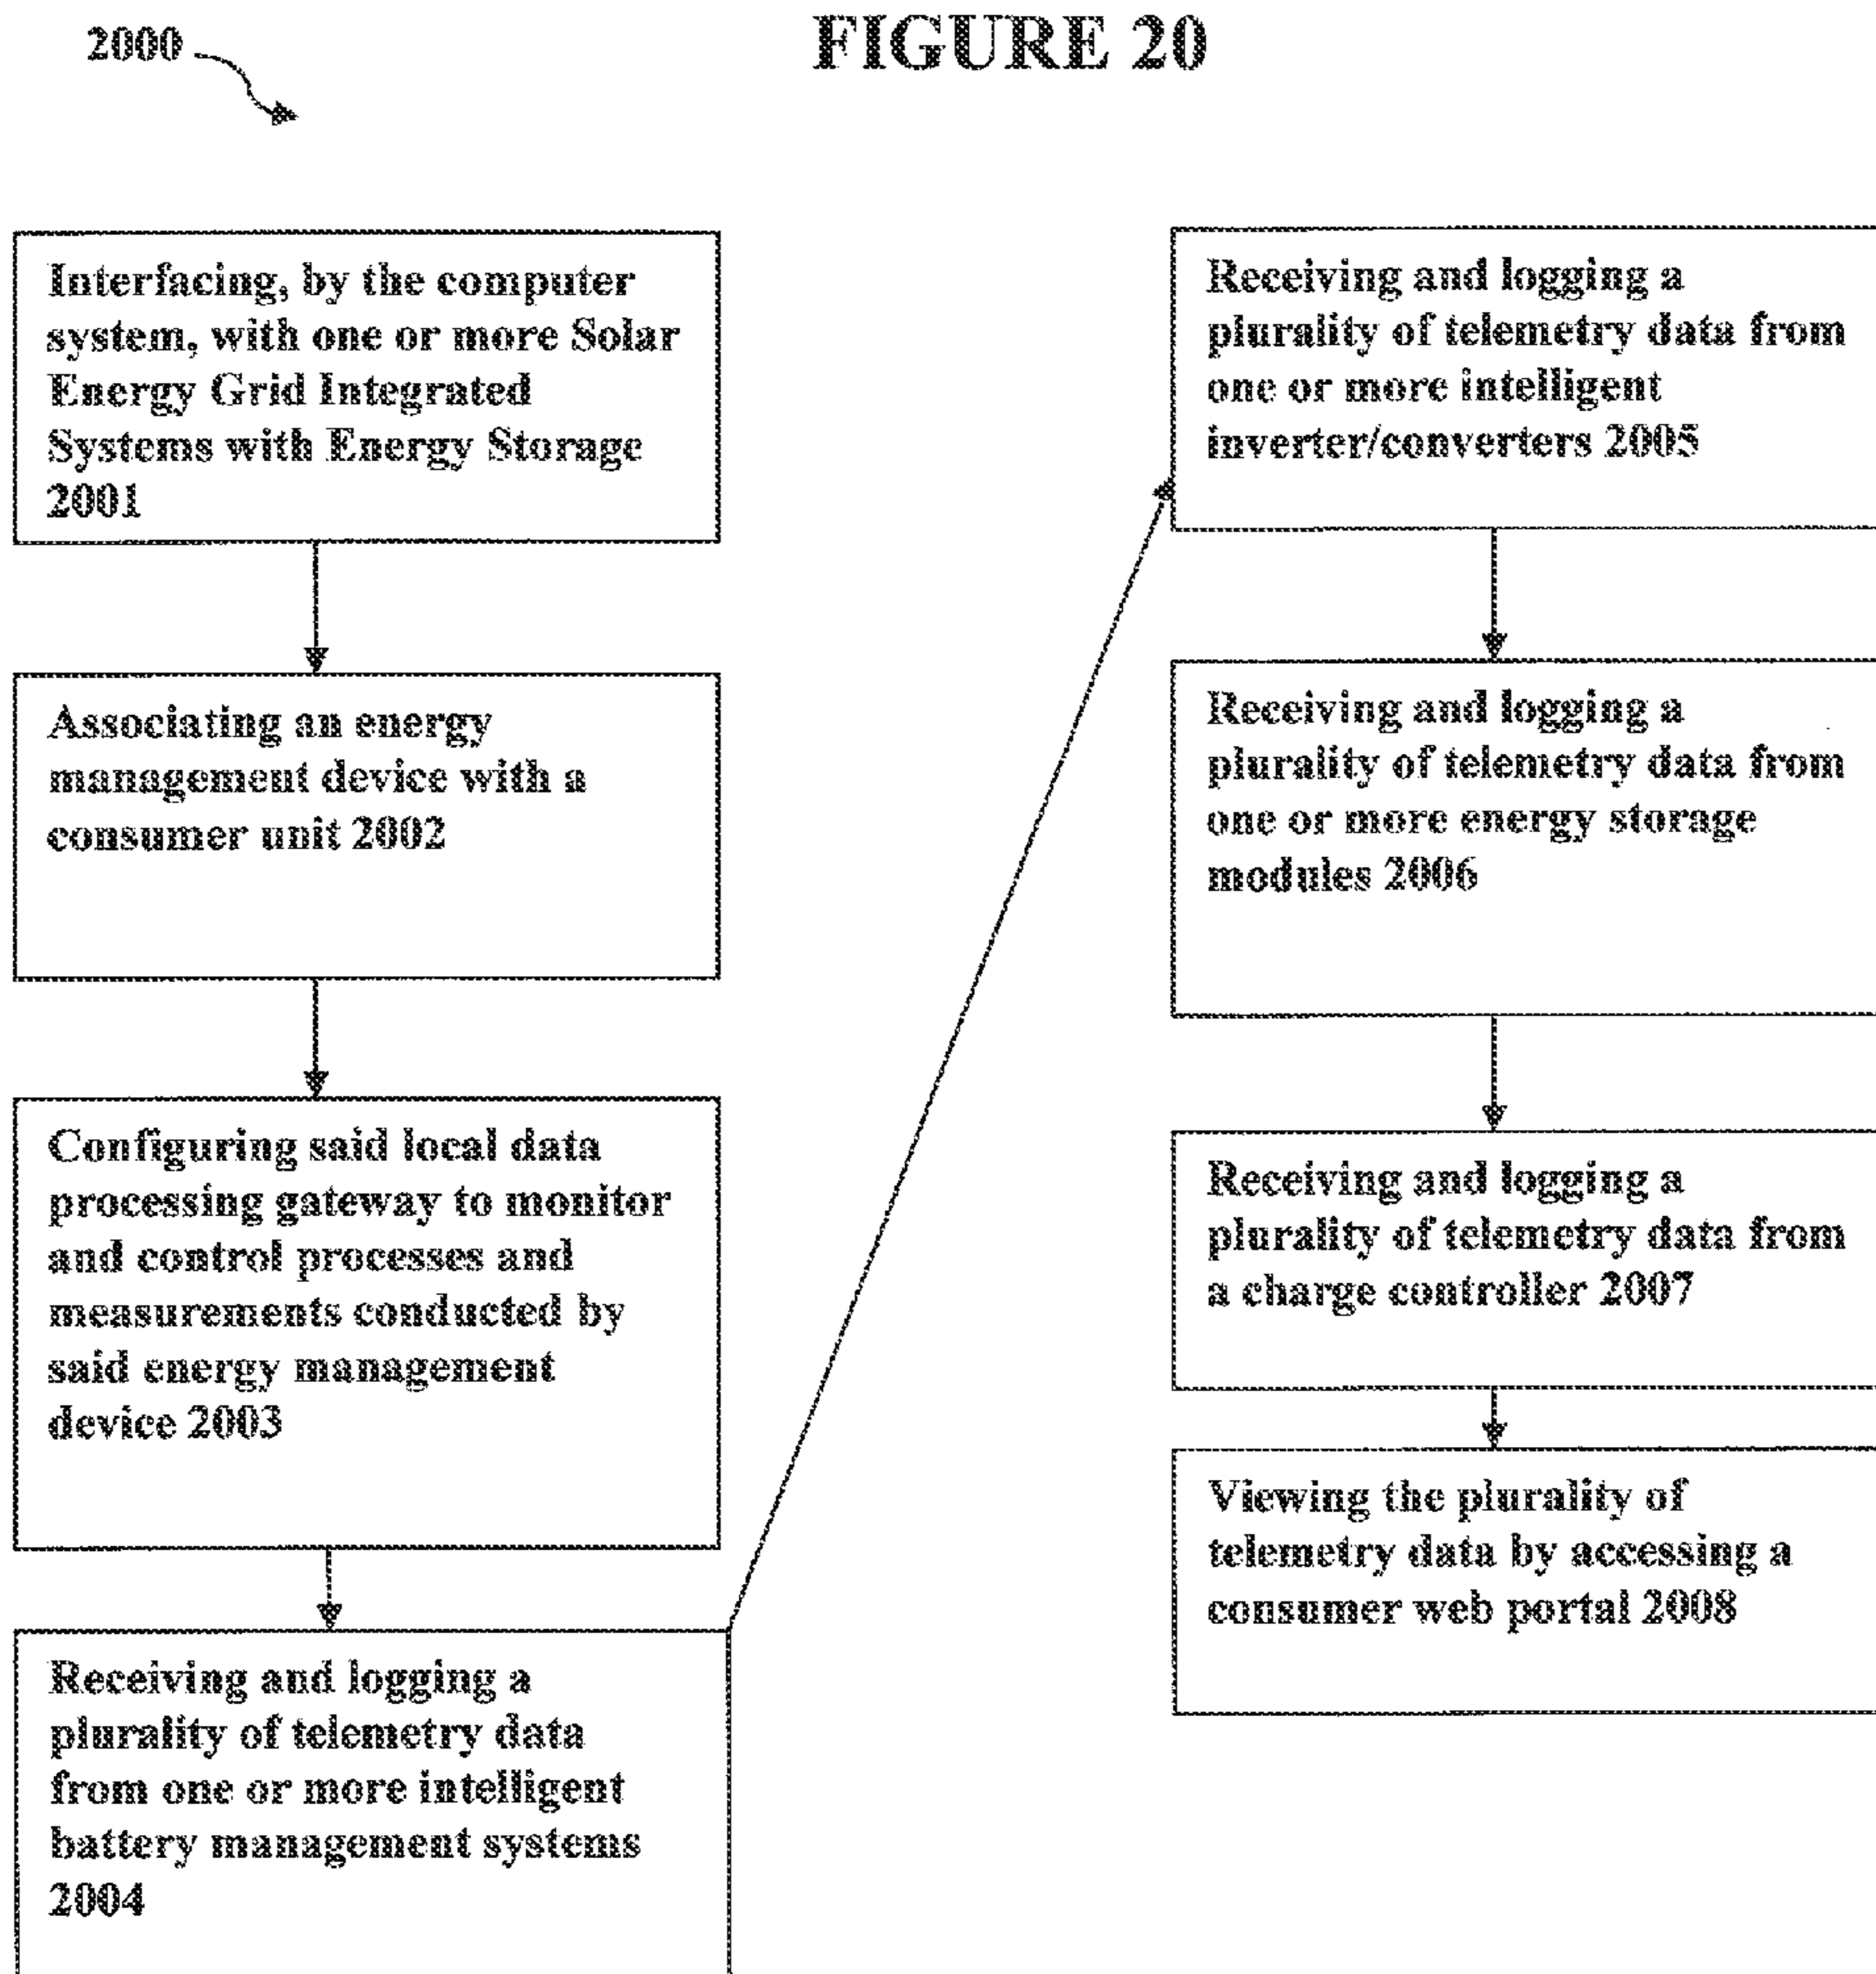 2000
FIGURE 20
Interfacing, by the computer
system, with one or more Solar
Energy Grid Integrated
Systems with Energy Storage
2001
Associating an energy
management device with a
consumer unit 2002
Configuring said local data
processing gateway to monitor
and control processes and
measurements conducted by
said energy management
device 2003
Receiving and logging a
plurality of telemetry data
from one or more intelligent
battery management systems
2004
Receiving and logging a
plurality of telemetry data from
one or more intelligent
inverter/converters 2005
Receiving and logging a
plurality of telemetry data from
one or more energy storage
modules 2006
Receiving and logging a
plurality of telemetry data from
a charge controller 2007
Viewing the plurality of
telemetry data by accessing a
consumer web portal 2008